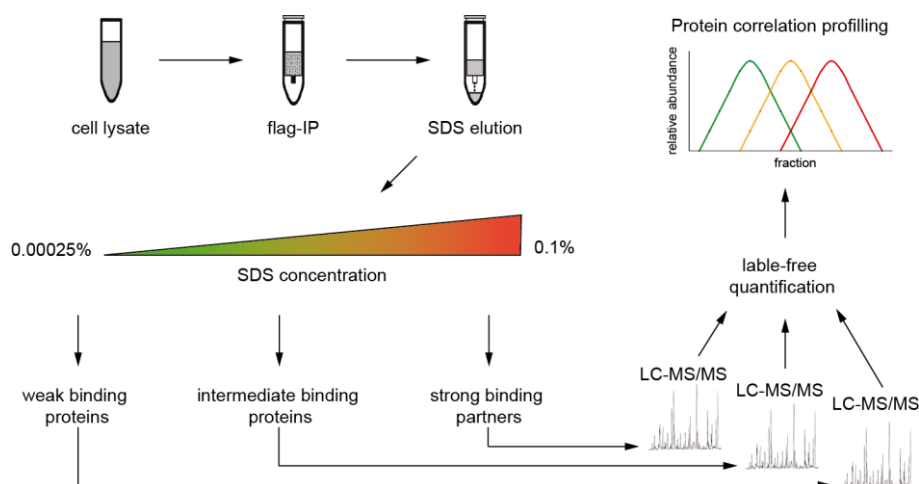 Protein correlation profilling
relative abundance
fraction
cell lysate
flag-IP
SDS elution
0.00025%
0.1%
SDS concentration
lable-free
quantification
weak binding
proteins
intermediate binding
proteins
strong binding
partners
LC-MS/MS
LC-MS/MS
LC-MS/MS